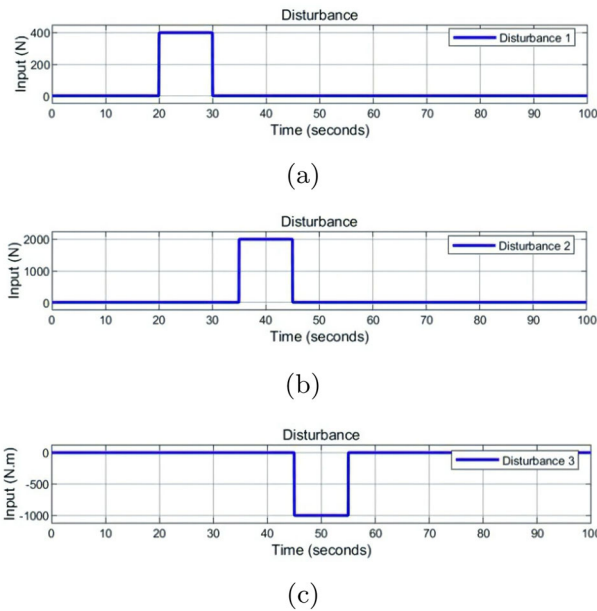 Disturbance
400
200
0
Input (N)
Disturbance 1
0 10 20 30 40 50 60 70 80 90 100
Time (seconds)
(a)
Disturbance
2000
1000
0
Input (N)
Disturbance 2
0 10 20 30 40 50 60 70 80 90 100
Time (seconds)
(b)
Disturbance
0
-500
-1000
Input (N.m)
Disturbance 3
0 10 20 30 40 50 60 70 80 90 100
Time (seconds)
(c)